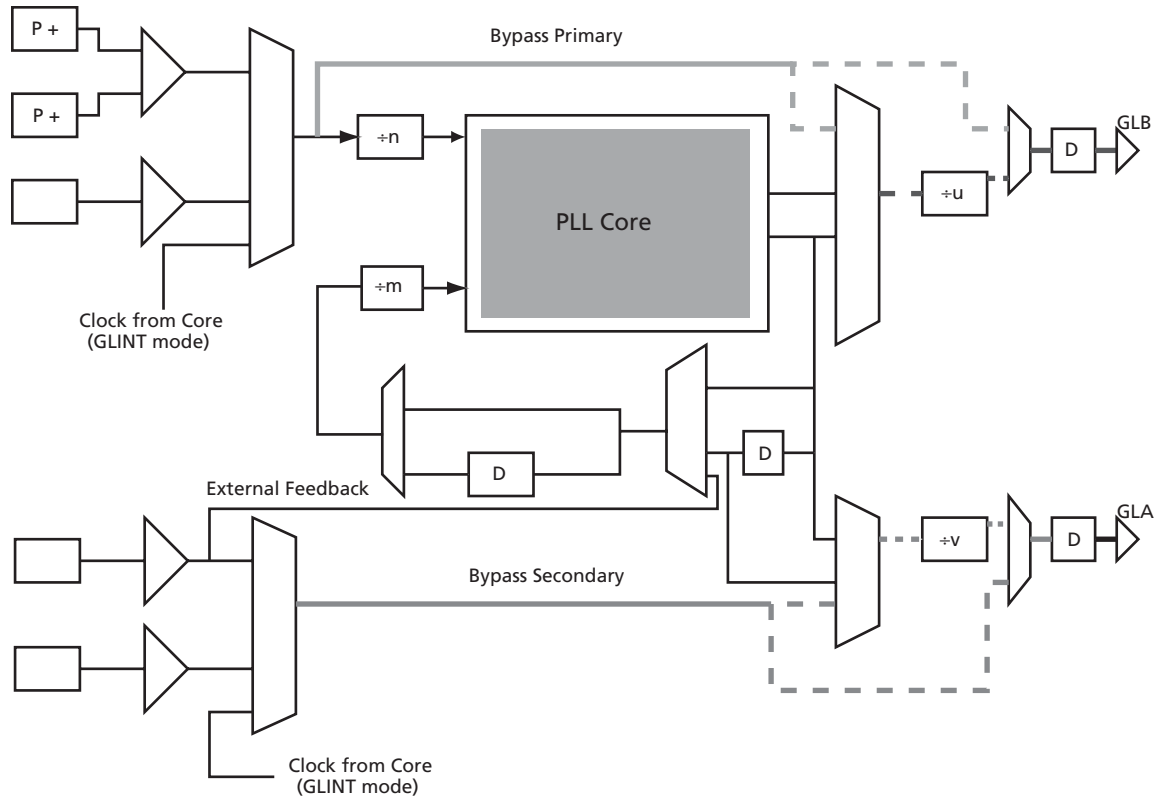 P +
Bypass Primary
P +
GLB
÷n
D
÷u
PLL Core
÷m
Clock from Core
(GLINT mode)
D
D
External Feedback
GLA
÷v
D
Bypass Secondary
Clock from Core
(GLINT mode)